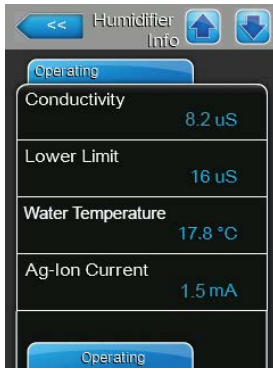 << Humidifier
Info
Operating
Conductivity
8.2 uS
Lower Limit
16 uS
Water Temperature
17.8 °C
Ag-Ion Current
1.5 mA
Operating